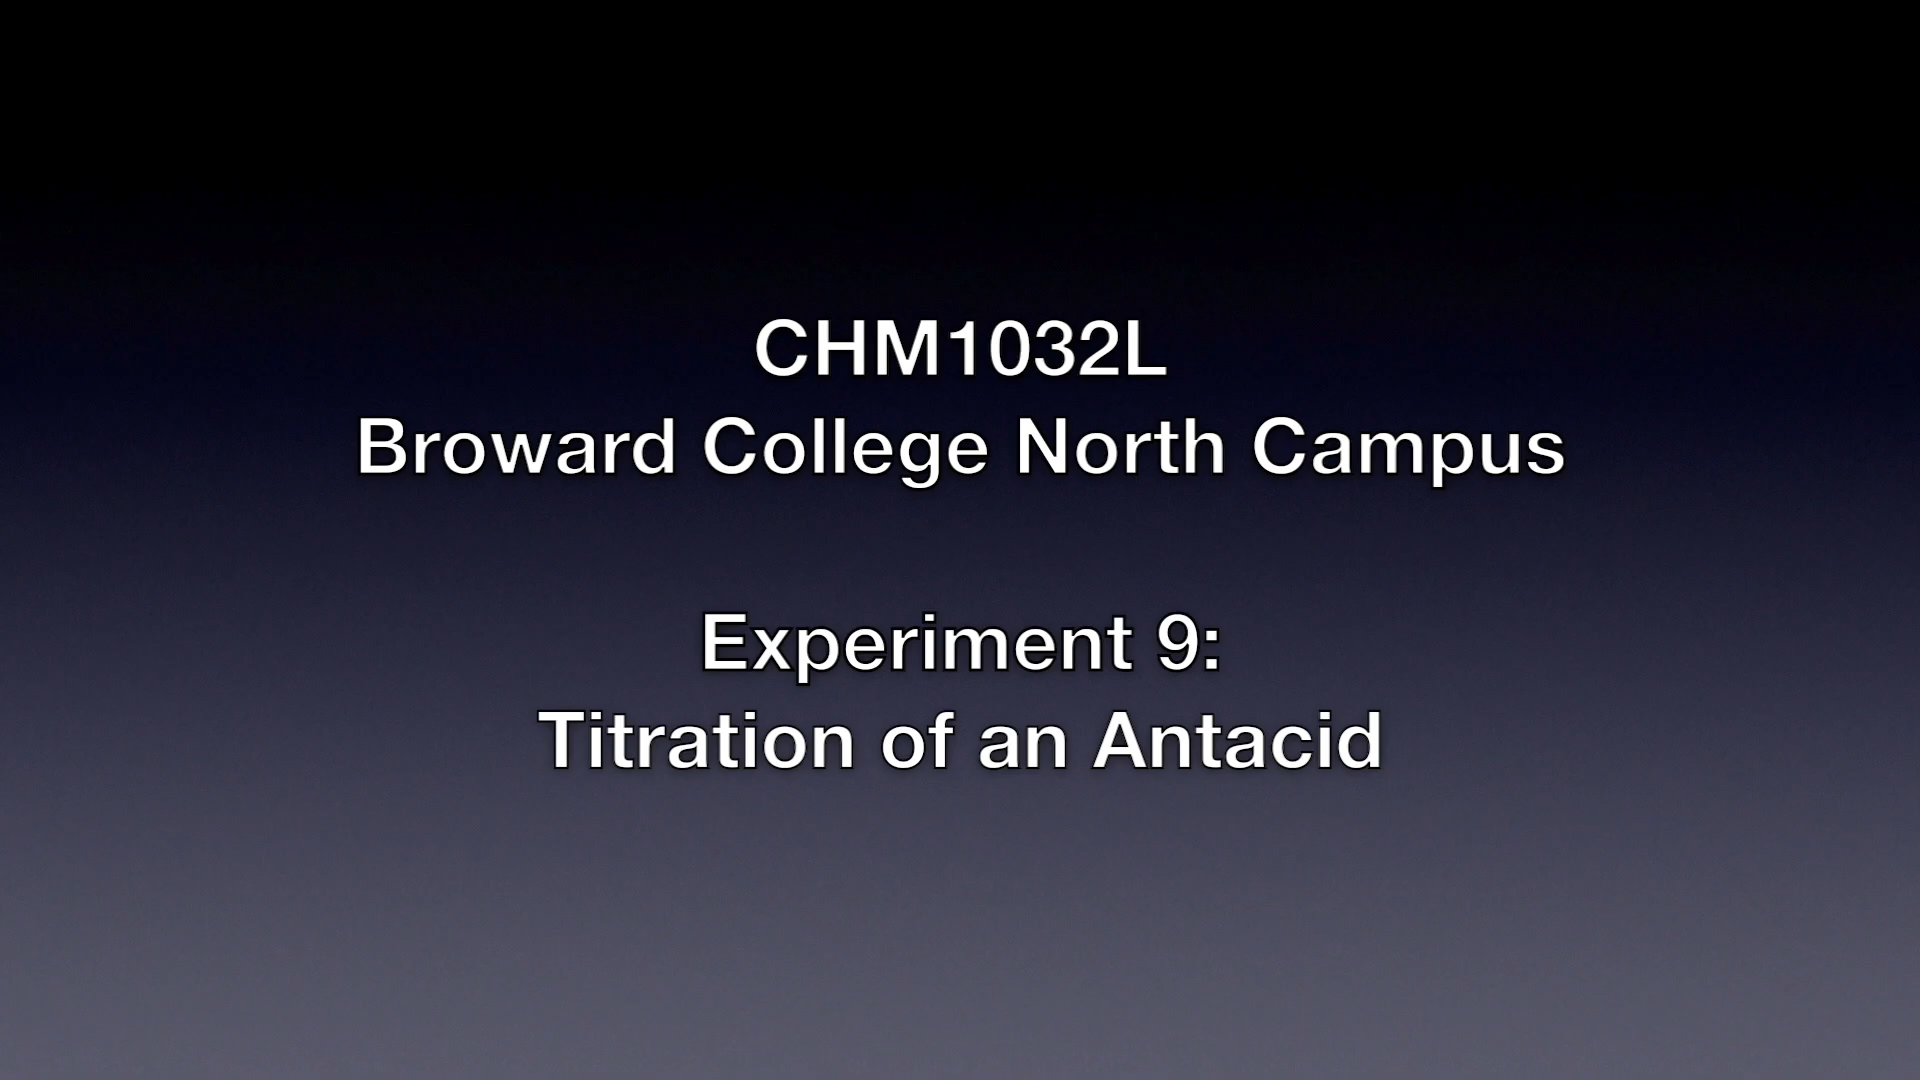 CHM1032L
Broward College North Campus
Experiment 9:
Titration of an Antacid